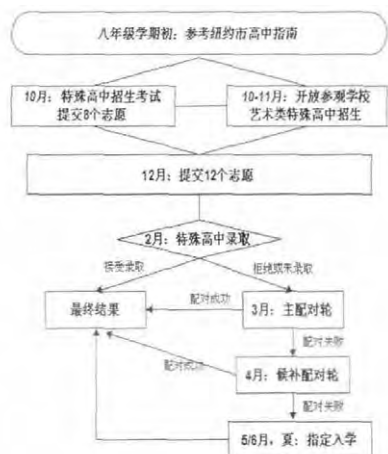 八年级学期初：参考纽约市高中指南
10月：特殊高中招生考试
提交8个志愿
10-11月：开放参观学校
艺术类特殊高中招生
12月：提交12个志愿
2月：特殊高中录取
接受录取
拒绝或未录取
最终结果
配对成功
3月：主配对轮
配对失败
配对成功
4月：候补配对轮
配对失败
5/6月，夏：指定入学